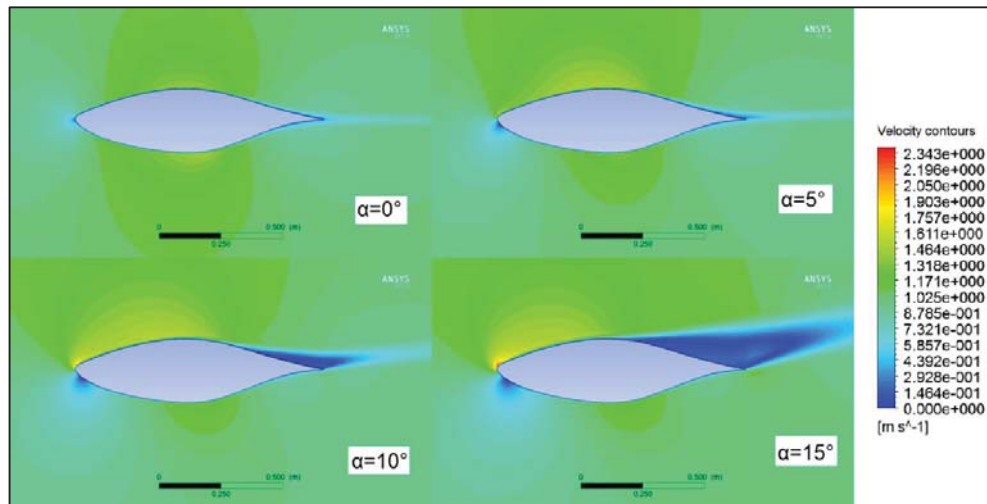 ANSYS
α=0°
0 0.500 (m)
0.250
ANSYS
α=5°
0 0.500 (m)
0.250
ANSYS
α=10°
0 0.500 (m)
0.250
ANSYS
α=15°
0 0.500 (m)
0.250
Velocity contours
2.343e+000
2.196e+000
2.050e+000
1.903e+000
1.757e+000
1.611e+000
1.464e+000
1.318e+000
1.171e+000
1.025e+000
8.785e-001
7.321e-001
5.857e-001
4.392e-001
2.928e-001
1.464e-001
0.000e+000
[m s^-1]